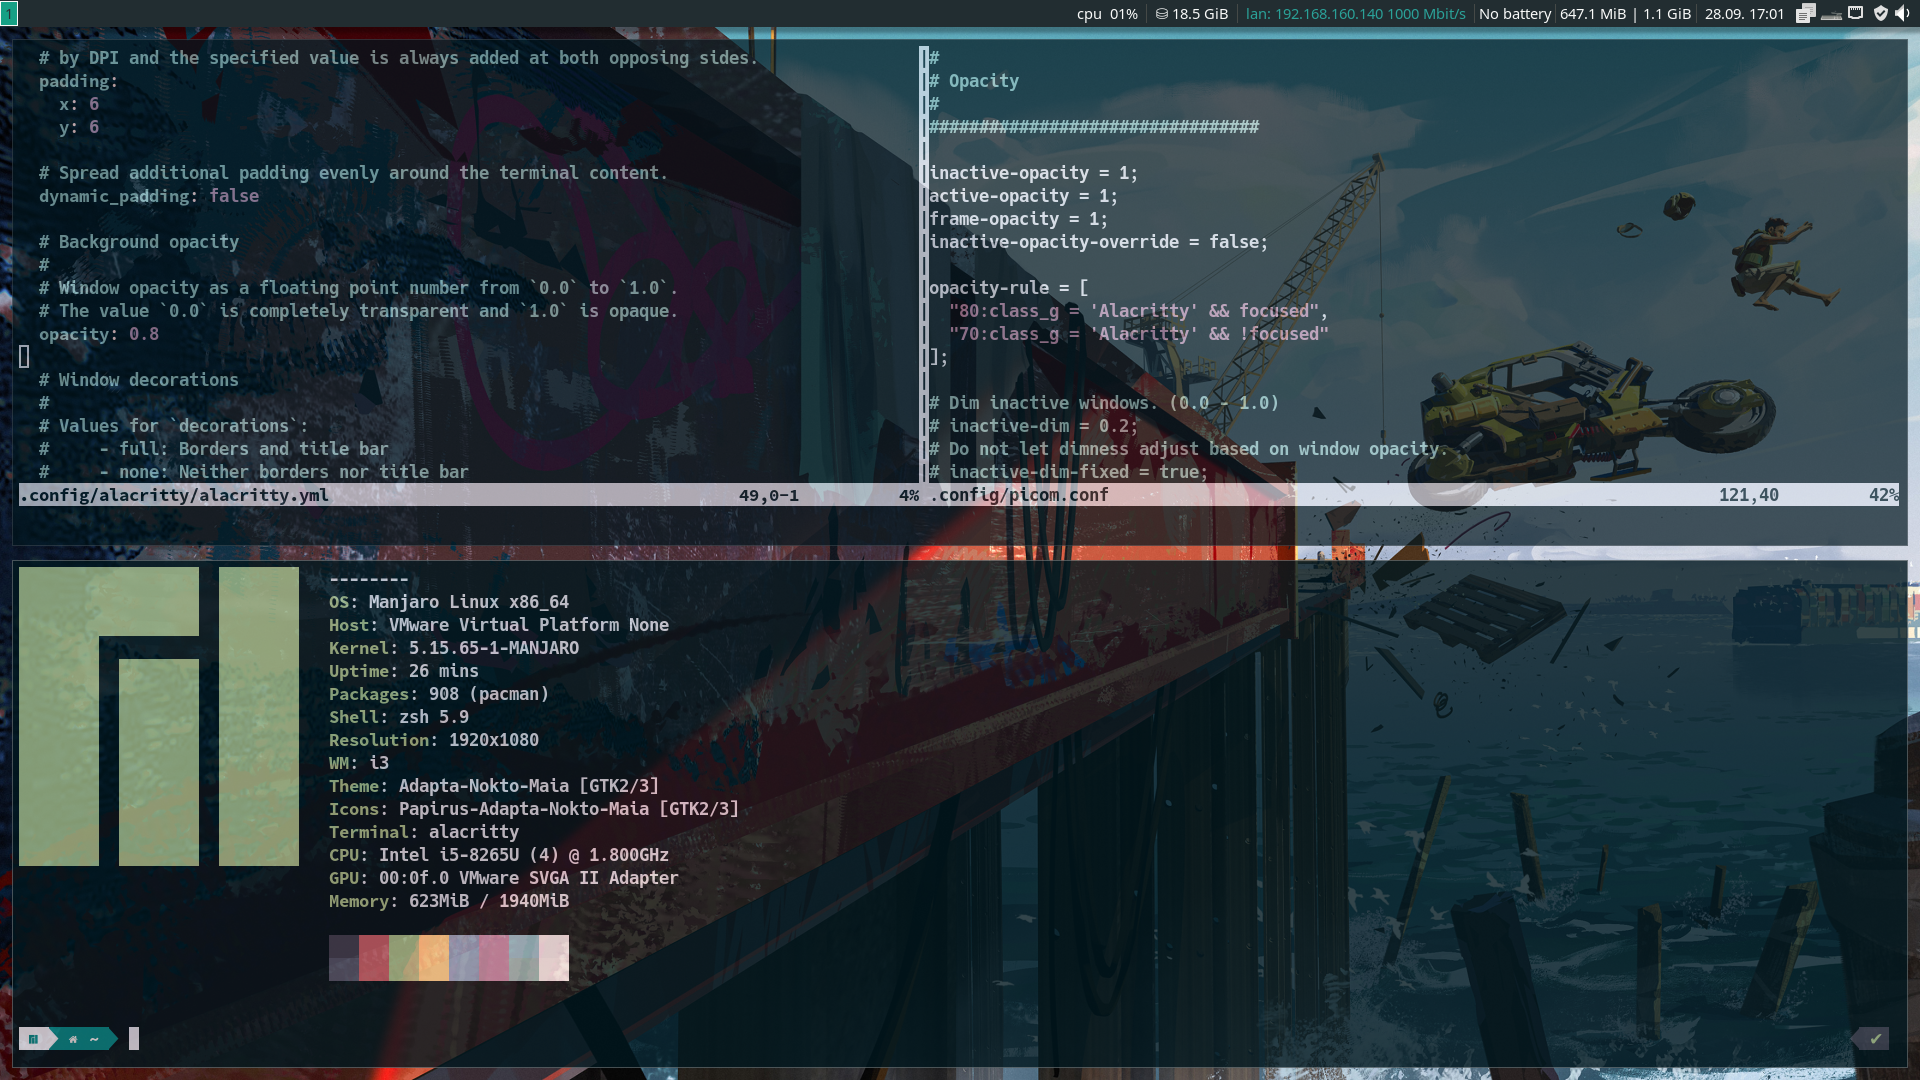 1
cpu 01% 18.5 GiB lan: 192.168.160.140 1000 Mbit/s No battery 647.1 MiB | 1.1 GiB 28.09. 17:01
# by DPI and the specified value is always added at both opposing sides.
padding:
x: 6
y: 6
# Spread additional padding evenly around the terminal content.
dynamic_padding: false
# Background opacity
#
# Window opacity as a floating point number from `0.0` to `1.0`.
# The value `0.0` is completely transparent and `1.0` is opaque.
opacity: 0.8
# Window decorations
#
# Values for `decorations`:
#     - full: Borders and title bar
#     - none: Neither borders nor title bar
.config/alacritty/alacritty.yml 49,0-1 4%
#
# Opacity
#
#################################
inactive-opacity = 1;
active-opacity = 1;
frame-opacity = 1;
inactive-opacity-override = false;
opacity-rule = [
"80:class_g = 'Alacritty' && focused",
"70:class_g = 'Alacritty' && !focused"
];
# Dim inactive windows. (0.0 - 1.0)
# inactive-dim = 0.2;
# Do not let dimness adjust based on window opacity.
# inactive-dim-fixed = true;
.config/picom.conf 121,40 42%
--------
OS: Manjaro Linux x86_64
Host: VMware Virtual Platform None
Kernel: 5.15.65-1-MANJARO
Uptime: 26 mins
Packages: 908 (pacman)
Shell: zsh 5.9
Resolution: 1920x1080
WM: i3
Theme: Adapta-Nokto-Maia [GTK2/3]
Icons: Papirus-Adapta-Nokto-Maia [GTK2/3]
Terminal: alacritty
CPU: Intel i5-8265U (4) @ 1.800GHz
GPU: 00:0f.0 VMware SVGA II Adapter
Memory: 623MiB / 1940MiB
~ ✔